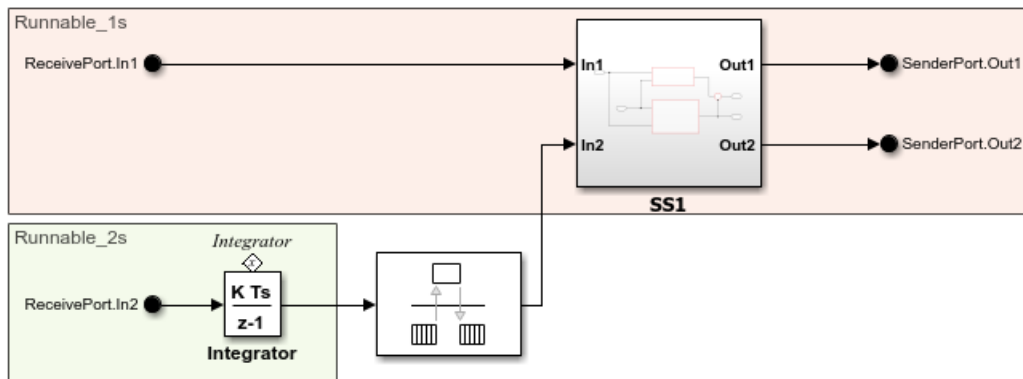 Runnable_1s
ReceivePort.In1
In1
Out1
SenderPort.Out1
In2
Out2
SenderPort.Out2
SS1
Runnable_2s
Integrator
x
ReceivePort.In2
K Ts
z-1
Integrator